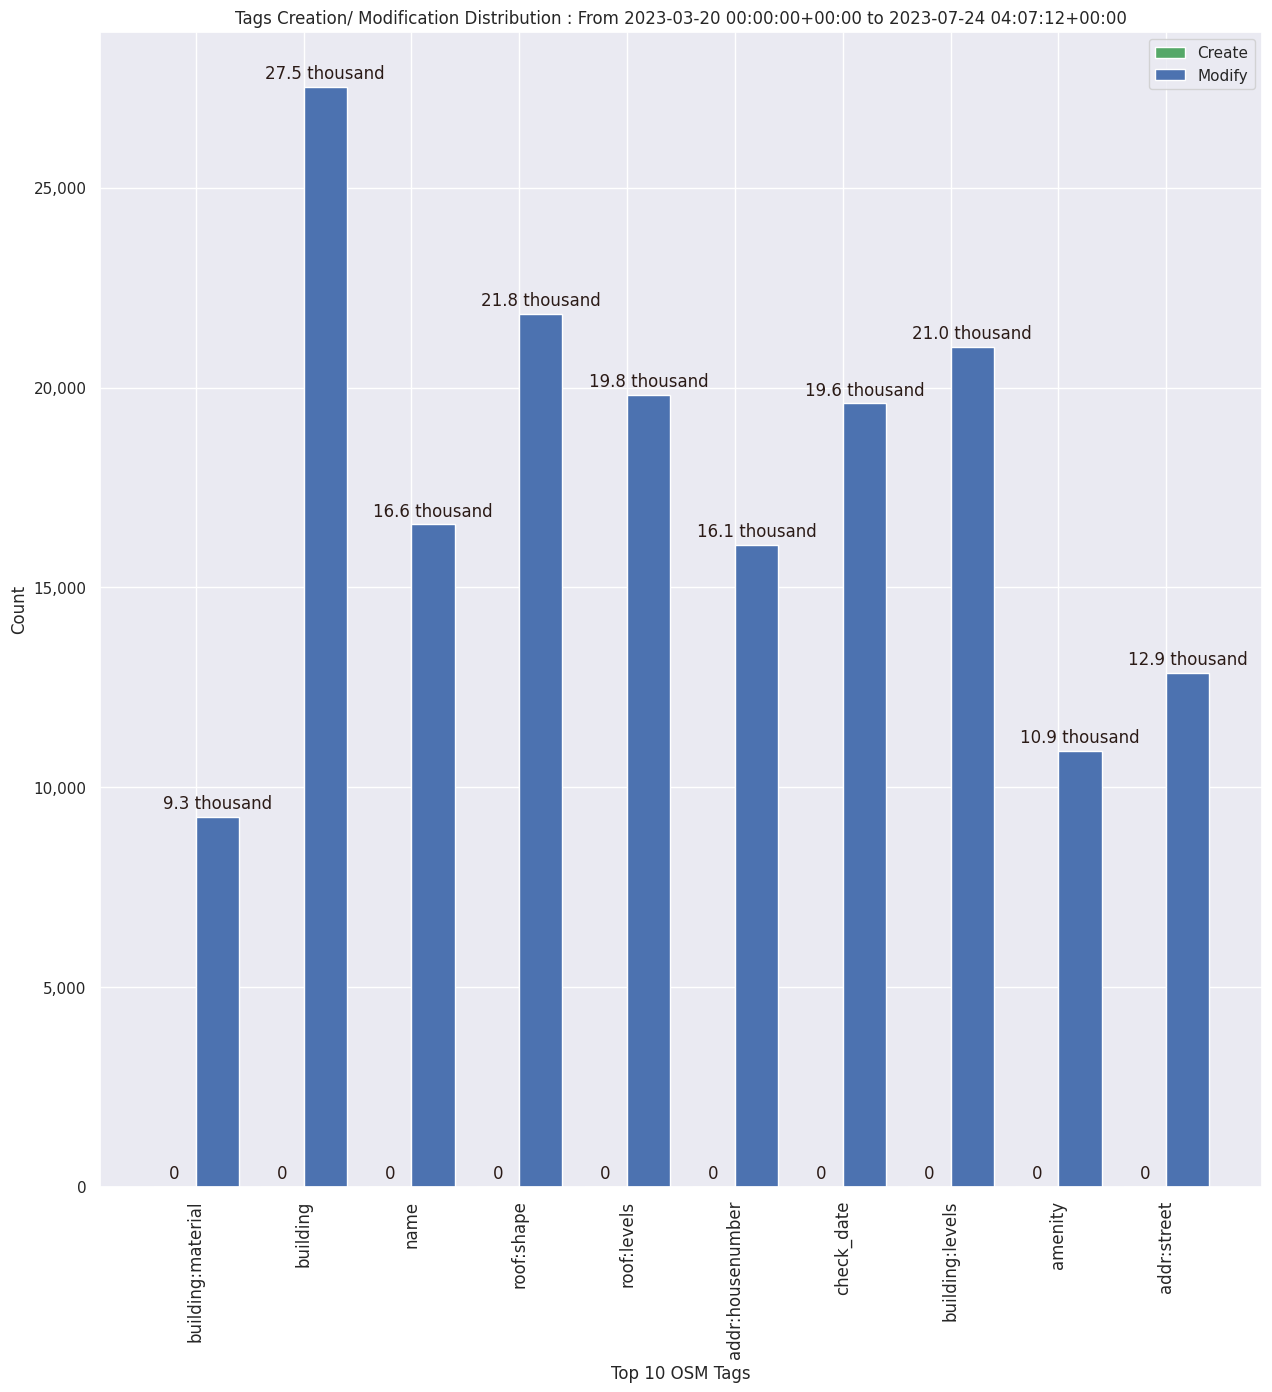 Tags Creation/ Modification Distribution : From 2023-03-20 00:00:00+00:00 to 2023-07-24 04:07:12+00:00
Create
Modify
27.5 thousand
25,000
21.8 thousand
21.0 thousand
20,000
19.8 thousand
19.6 thousand
16.6 thousand
16.1 thousand
15,000
Count
12.9 thousand
10.9 thousand
10,000
9.3 thousand
5,000
0
0
0
0
0
0
0
0
0
0
0
building:material
building
name
roof:shape
roof:levels
addr:housenumber
check_date
building:levels
amenity
addr:street
Top 10 OSM Tags